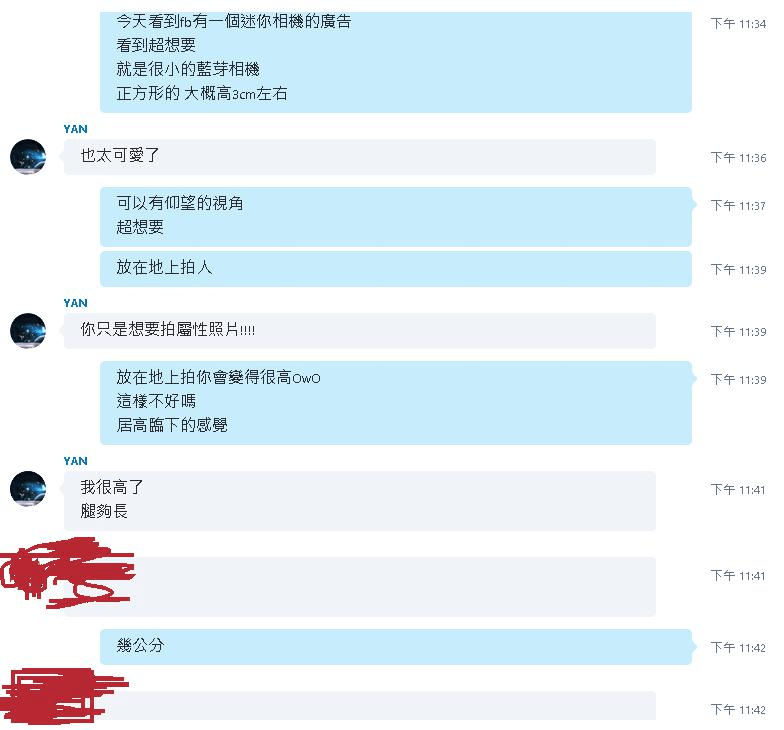 今天看到fb有一個迷你相機的廣告
下午 11:34
看到超想要
就是很小的藍芽相機
正方形的 大概高3cm左右
YAN
也太可愛了
下午 11:36
可以有仰望的視角
下午 11:37
超想要
放在地上拍人
下午 11:39
YAN
你只是想要拍屬性照片!!!!
下午 11:39
放在地上拍你會變得很高OwO
下午 11:39
這樣不好嗎
居高臨下的感覺
YAN
我很高了
下午 11:41
腿夠長
下午 11:41
幾公分
下午 11:42
下午 11:42